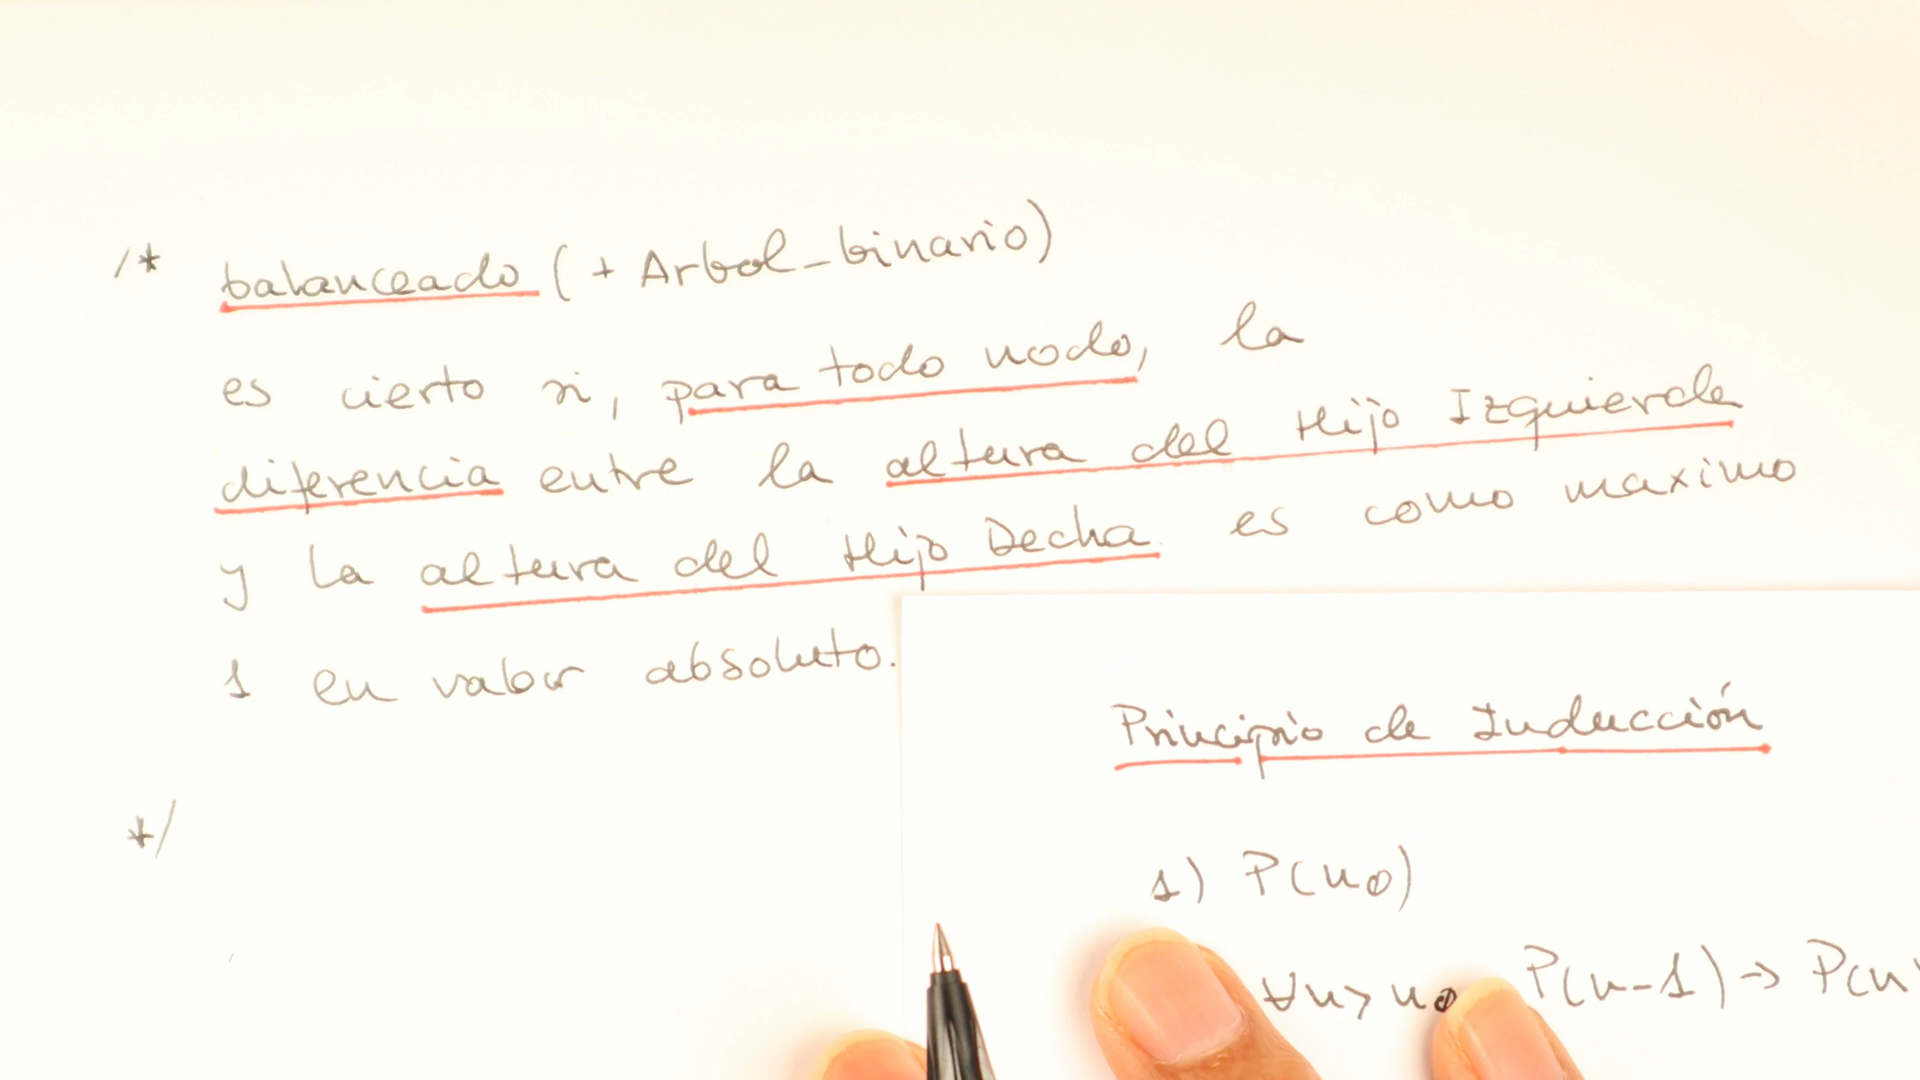 /* balanceado (+ Arbol_binario)
es cierto si, para todo nodo, la
diferencia entre la altura del Hijo Izquierda
y la altura del Hijo Decha es como maximo
1 en valor absoluto.
*/
Principio de Inducción
1) P(n0)
∀n> n0 P(n-1) → P(n